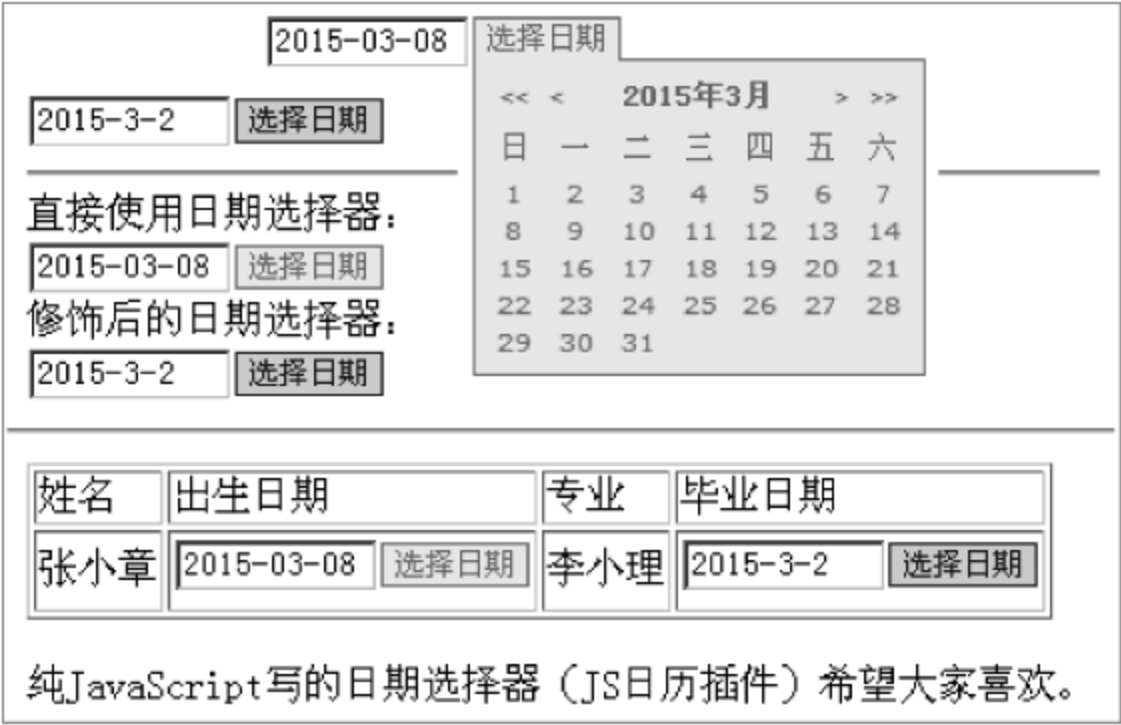 2015-03-08 选择日期
<< < 2015年3月 > >>
日 一 二 三 四 五 六
1 2 3 4 5 6 7
8 9 10 11 12 13 14
15 16 17 18 19 20 21
22 23 24 25 26 27 28
29 30 31
2015-3-2 选择日期
直接使用日期选择器：
2015-03-08 选择日期
修饰后的日期选择器：
2015-3-2 选择日期
姓名 出生日期 专业 毕业日期
张小章 2015-03-08 选择日期 李小理 2015-3-2 选择日期
纯JavaScript写的日期选择器（JS日历插件）希望大家喜欢。